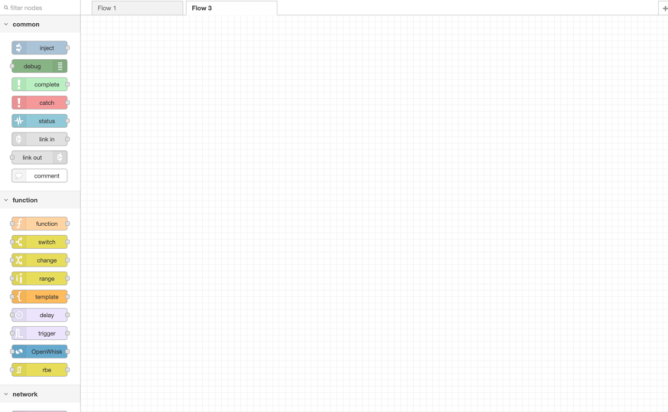 filter nodes
Flow 1
Flow 3
common
inject
debug
complete
catch
status
link in
link out
comment
function
function
switch
change
range
template
delay
trigger
OpenWhisk
rbe
network